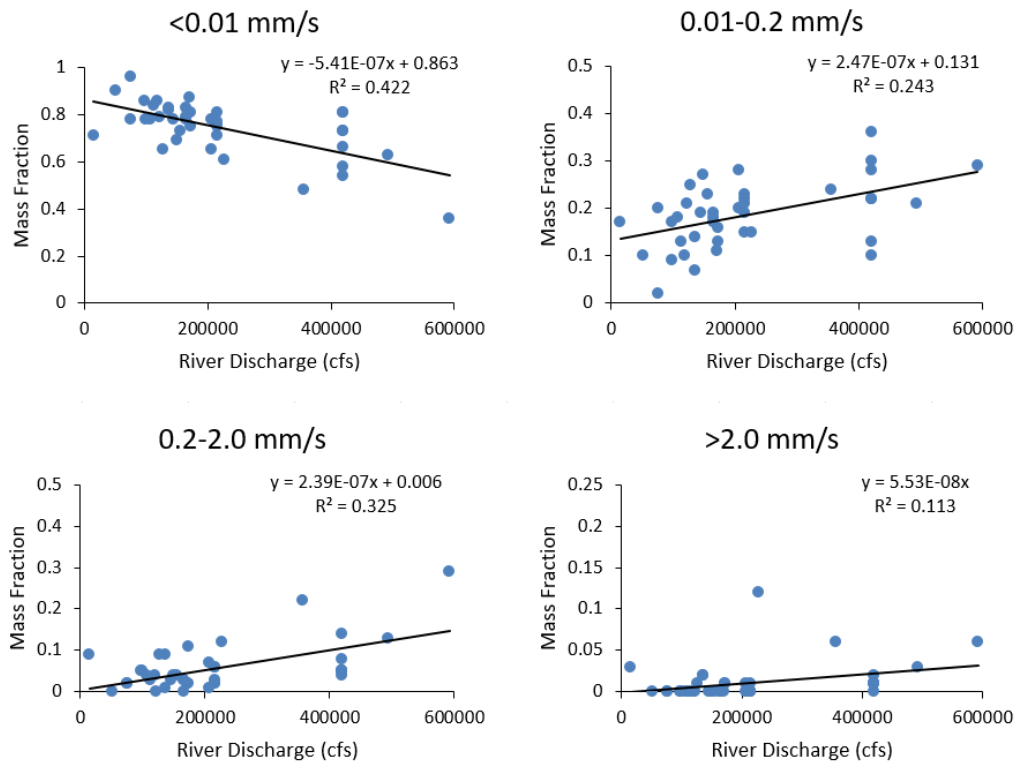 <0.01 mm/s
y = -5.41E-07x + 0.863
R² = 0.422
Mass Fraction
1
0.8
0.6
0.4
0.2
0
0 200000 400000 600000
River Discharge (cfs)
0.01-0.2 mm/s
y = 2.47E-07x + 0.131
R² = 0.243
Mass Fraction
0.5
0.4
0.3
0.2
0.1
0
0 200000 400000 600000
River Discharge (cfs)
0.2-2.0 mm/s
y = 2.39E-07x + 0.006
R² = 0.325
Mass Fraction
0.5
0.4
0.3
0.2
0.1
0
0 200000 400000 600000
River Discharge (cfs)
>2.0 mm/s
y = 5.53E-08x
R² = 0.113
Mass Fraction
0.25
0.2
0.15
0.1
0.05
0
0 200000 400000 600000
River Discharge (cfs)